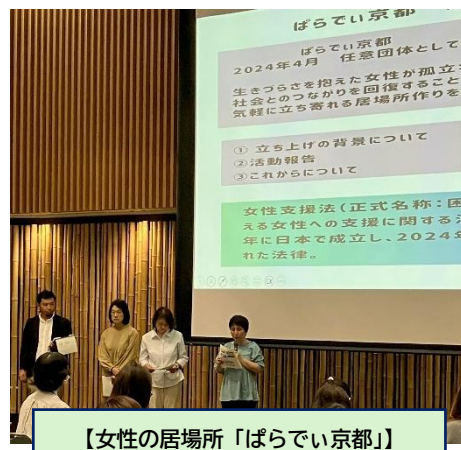 ぱらでぃ京都
ぱらでぃ京都
2024年4月　任意団体として
生きづらさを抱えた女性が孤立
社会とのつながりを回復すること
気軽に立ち寄れる居場所作りを
① 立ち上げの背景について
②活動報告
③これからについて
女性支援法(正式名称：困
える女性への支援に関する
年に日本で成立し、2024年
れた法律。
【女性の居場所「ぱらでぃ京都」】